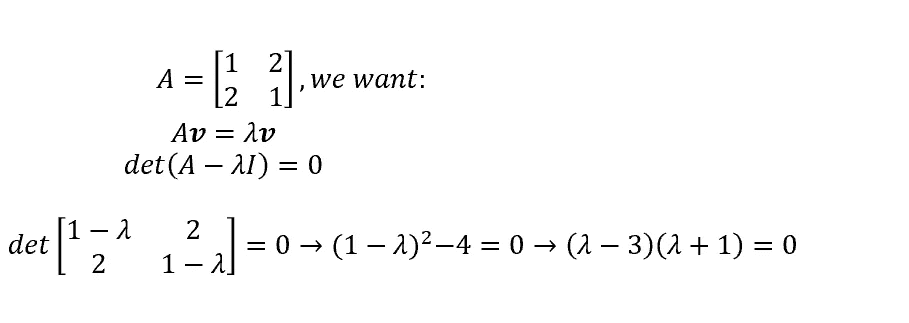 A = [1 2; 2 1], we want:
Av = λv
det(A − λI) = 0
det [1 − λ 2; 2 1 − λ] = 0 → (1 − λ)²−4 = 0 → (λ − 3)(λ + 1) = 0